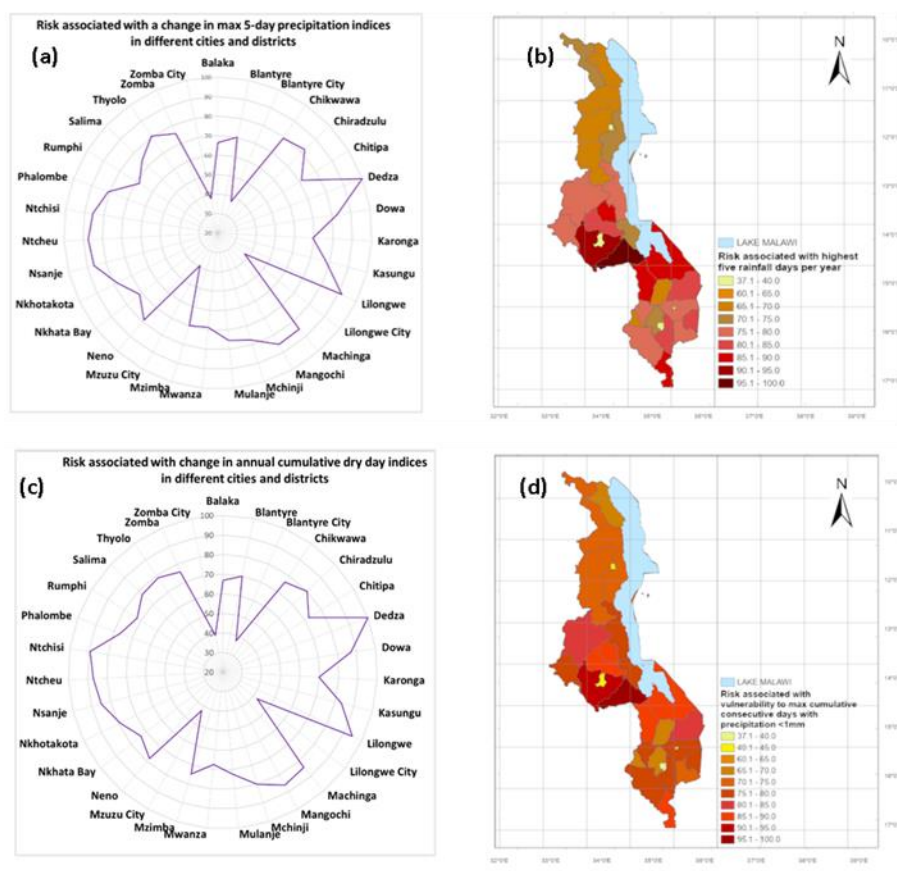 Risk associated with a change in max 5-day precipitation indices
in different cities and districts
(a)
Balaka
Blantyre
Blantyre City
Chikwawa
Chiradzulu
Chitipa
Dedza
Dowa
Karonga
Kasungu
Lilongwe
Lilongwe City
Machinga
Mangochi
Mchinji
Mulanje
Mwanza
Mzimba
Mzuzu City
Neno
Nkhata Bay
Nkhotakota
Nsanje
Ntcheu
Ntchisi
Phalombe
Rumphi
Salima
Thyolo
Zomba
Zomba City
100
90
80
70
60
50
40
30
20
(b)
N
LAKE MALAWI
Risk associated with highest
five rainfall days per year
37.1 - 40.0
60.1 - 65.0
65.1 - 70.0
70.1 - 75.0
75.1 - 80.0
80.1 - 85.0
85.1 - 90.0
90.1 - 95.0
95.1 - 100.0
Risk associated with change in annual cumulative dry day indices
in different cities and districts
(c)
Balaka
Blantyre
Blantyre City
Chikwawa
Chiradzulu
Chitipa
Dedza
Dowa
Karonga
Kasungu
Lilongwe
Lilongwe City
Machinga
Mangochi
Mchinji
Mulanje
Mwanza
Mzimba
Mzuzu City
Neno
Nkhata Bay
Nkhotakota
Nsanje
Ntcheu
Ntchisi
Phalombe
Rumphi
Salima
Thyolo
Zomba
Zomba City
100
90
80
70
60
50
40
30
20
(d)
N
LAKE MALAWI
Risk associated with
vulnerability to max cumulative
consecutive days with
precipitation <1mm
37.1 - 40.0
40.1 - 45.0
60.1 - 65.0
65.1 - 70.0
70.1 - 75.0
75.1 - 80.0
80.1 - 85.0
85.1 - 90.0
90.1 - 95.0
95.1 - 100.0